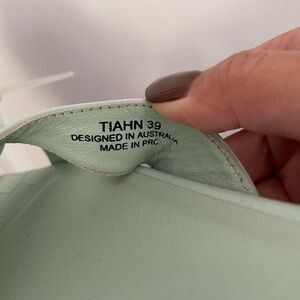 TIAHN 39
DESIGNED IN AUSTRALIA
MADE IN PRC